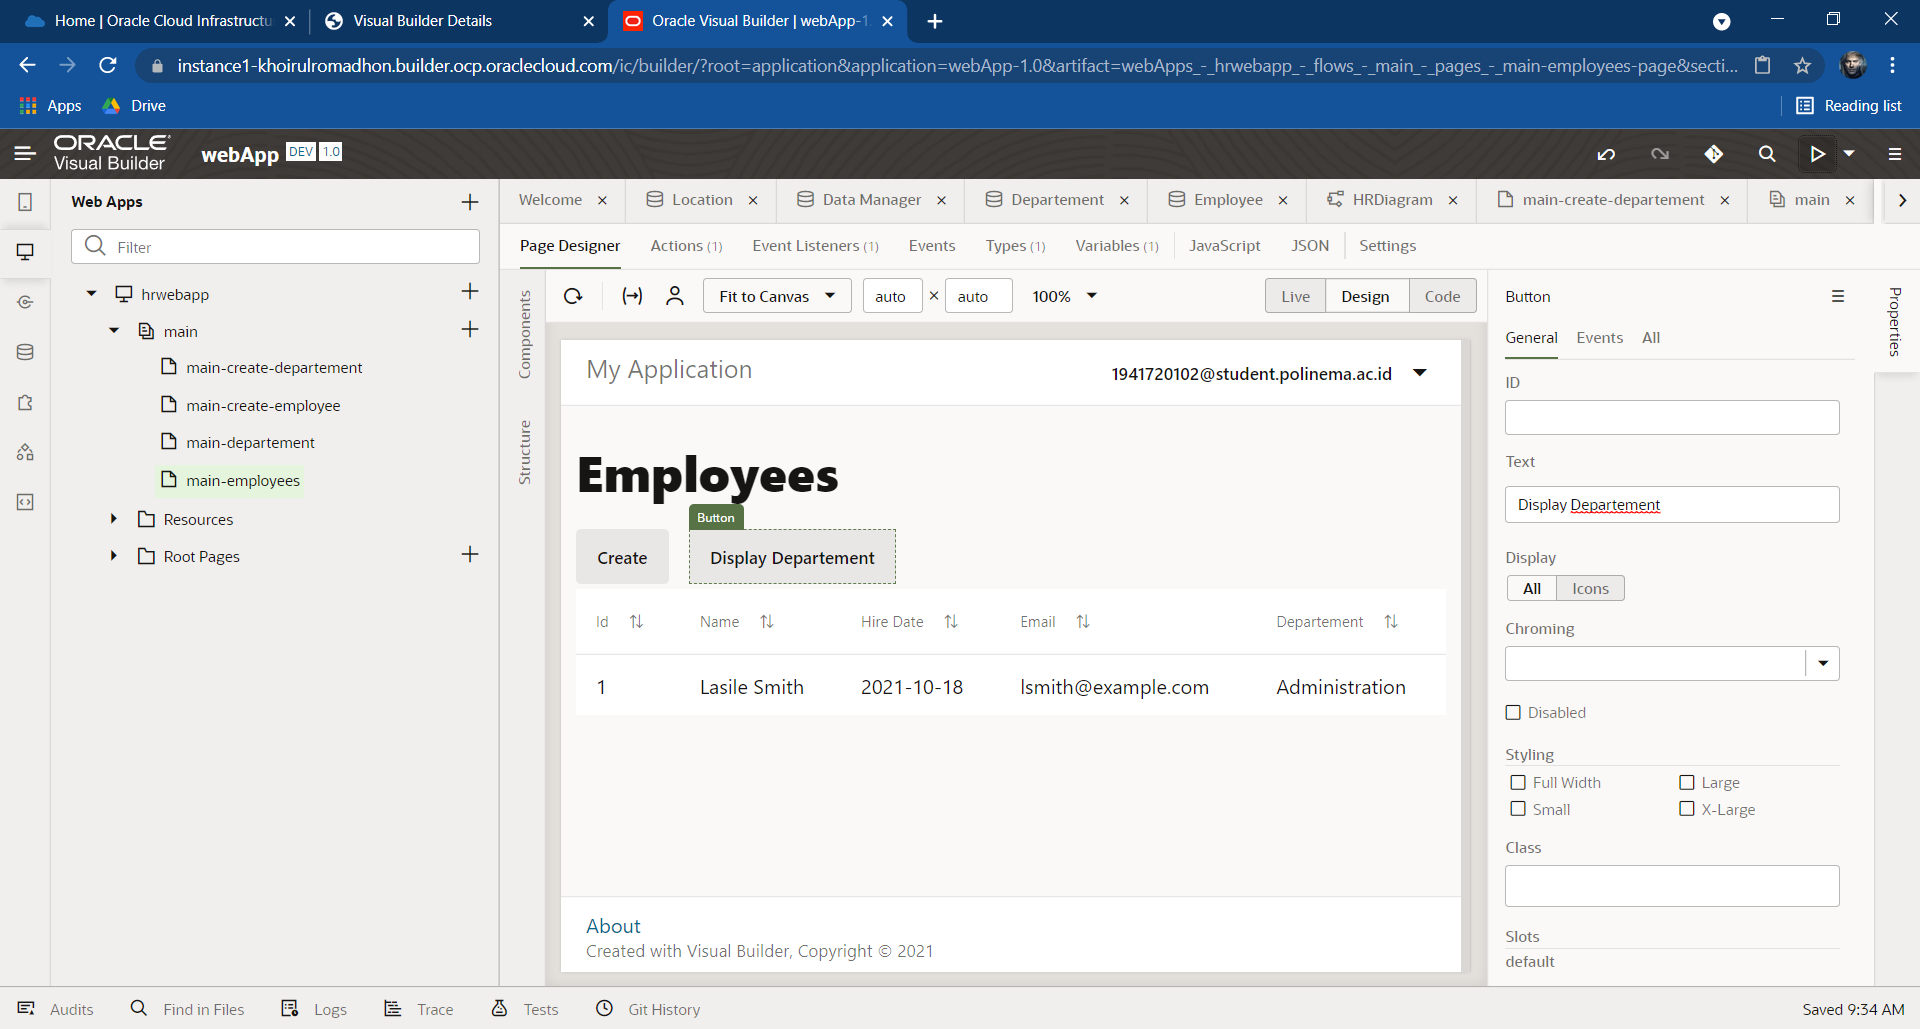 Home | Oracle Cloud Infrastructu
Visual Builder Details
Oracle Visual Builder | webApp-1
instance1-khoirulromadhon.builder.ocp.oraclecloud.com/ic/builder/?root=application&application=webApp-1.0&artifact=webApps_-_hrwebapp_-_flows_-_main_-_pages_-_main-employees-page&secti...
Apps
Drive
Reading list
ORACLE
Visual Builder
webApp DEV 1.0
Web Apps
Filter
hrwebapp
main
main-create-departement
main-create-employee
main-departement
main-employees
Resources
Root Pages
Welcome
Location
Data Manager
Departement
Employee
HRDiagram
main-create-departement
main
Page Designer
Actions (1)
Event Listeners (1)
Events
Types (1)
Variables (1)
JavaScript
JSON
Settings
Components
Structure
Fit to Canvas
auto × auto
100%
Live
Design
Code
My Application
1941720102@student.polinema.ac.id
Employees
Button
Create
Display Departement
Id Name Hire Date Email Departement
1 Lasile Smith 2021-10-18 lsmith@example.com Administration
About
Created with Visual Builder, Copyright © 2021
Button
Properties
General Events All
ID
Text
Display Departement
Display
All Icons
Chroming
Disabled
Styling
Full Width Large
Small X-Large
Class
Slots
default
Audits
Find in Files
Logs
Trace
Tests
Git History
Saved 9:34 AM